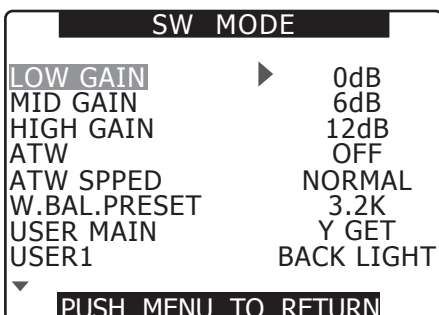 SW MODE
LOW GAIN 0dB
MID GAIN 6dB
HIGH GAIN 12dB
ATW OFF
ATW SPPED NORMAL
W.BAL.PRESET 3.2K
USER MAIN Y GET
USER1 BACK LIGHT
PUSH MENU TO RETURN